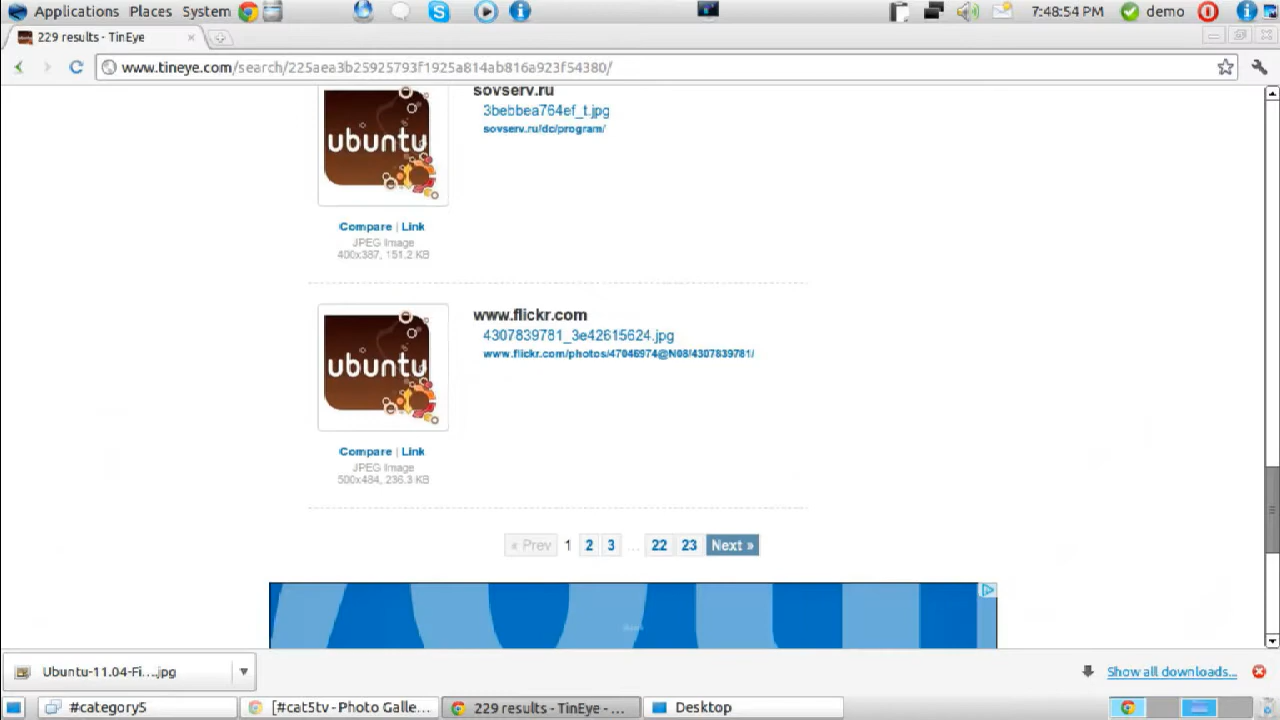 Applications Places System 7:48:54 PM demo
229 results - TinEye
www.tineye.com/search/225aea3b25925793f1925a814ab816a923f54380/
sovserv.ru
3bebbea764ef_t.jpg
sovserv.ru/dc/program/
ubuntu
Compare | Link
JPEG Image
400x387, 151.2 KB
www.flickr.com
4307839781_3e42615624.jpg
www.flickr.com/photos/47046974@N08/4307839781/
ubuntu
Compare | Link
JPEG Image
500x484, 236.3 KB
« Prev 1 2 3 ... 22 23 Next »
Ubuntu-11.04-Fi....jpg
Show all downloads...
#category5
[#cat5tv - Photo Galle...
229 results - TinEye - ...
Desktop